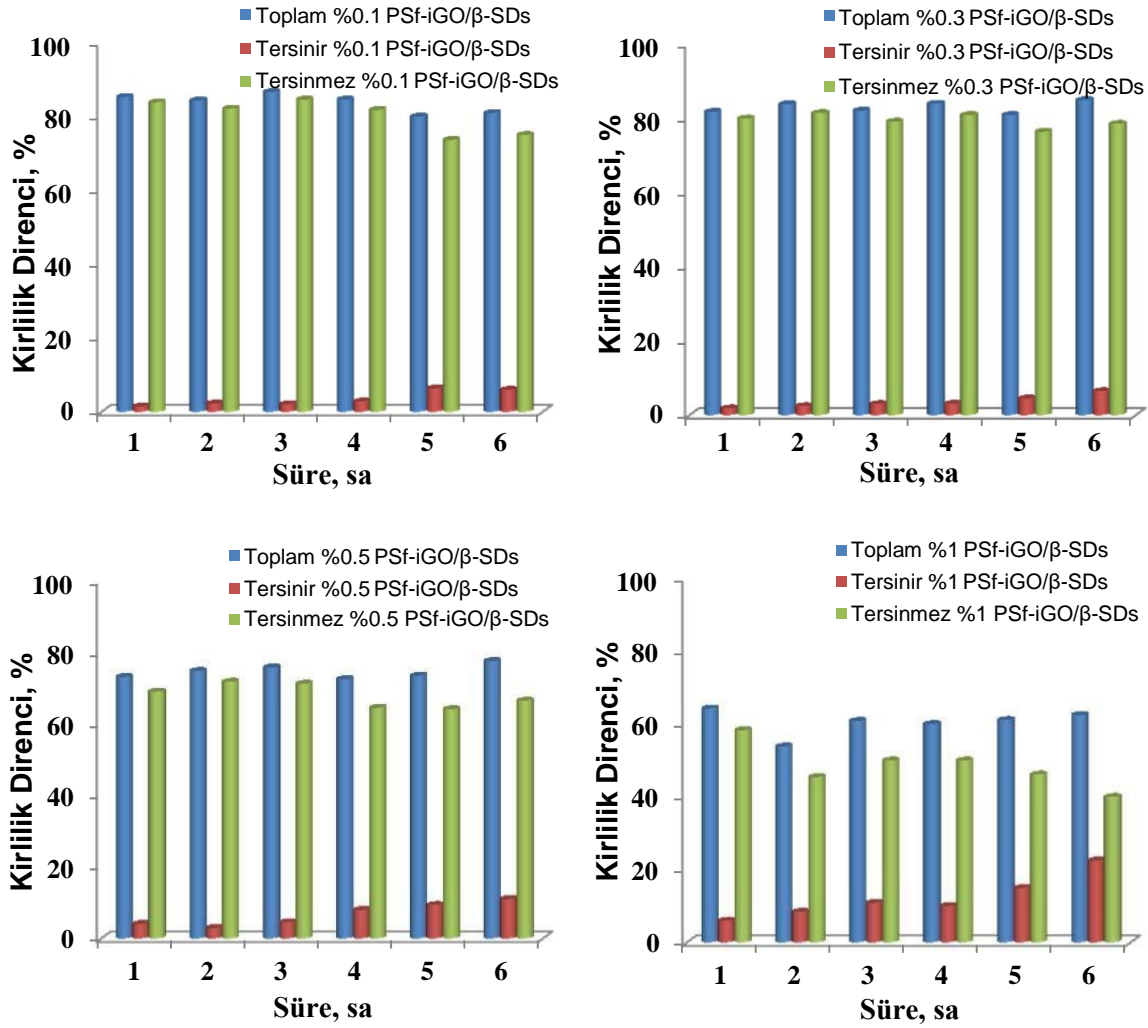 Toplam %0.1 PSf-iGO/β-SDs
Tersinir %0.1 PSf-iGO/β-SDs
Tersinmez %0.1 PSf-iGO/β-SDs
Kirlilik Direnci, %
100
80
60
40
20
0
1 2 3 4 5 6
Süre, sa
Toplam %0.3 PSf-iGO/β-SDs
Tersinir %0.3 PSf-iGO/β-SDs
Tersinmez %0.3 PSf-iGO/β-SDs
Kirlilik Direnci, %
100
80
60
40
20
0
1 2 3 4 5 6
Süre, sa
Toplam %0.5 PSf-iGO/β-SDs
Tersinir %0.5 PSf-iGO/β-SDs
Tersinmez %0.5 PSf-iGO/β-SDs
Kirlilik Direnci, %
100
80
60
40
20
0
1 2 3 4 5 6
Süre, sa
Toplam %1 PSf-iGO/β-SDs
Tersinir %1 PSf-iGO/β-SDs
Tersinmez %1 PSf-iGO/β-SDs
Kirlilik Direnci, %
100
80
60
40
20
0
1 2 3 4 5 6
Süre, sa